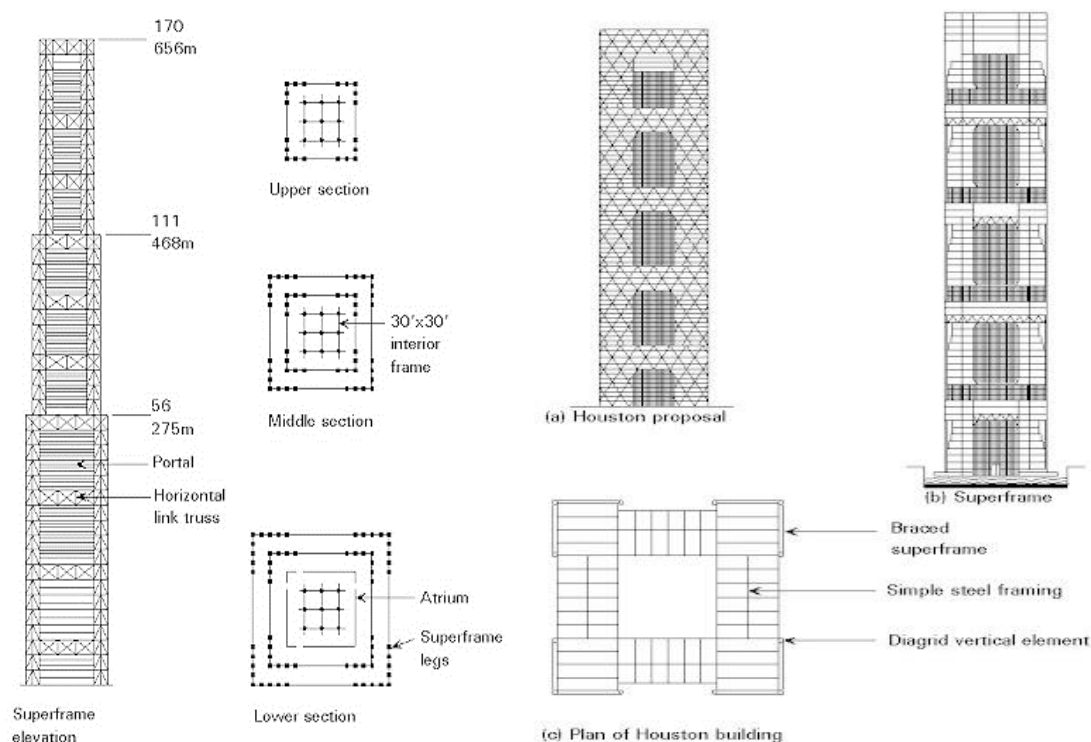 170
656m
111
468m
56
275m
Portal
Horizontal
link truss
Superframe
elevation
Upper section
30'x30'
interior
frame
Middle section
Atrium
Superframe
legs
Lower section
(a) Houston proposal
(b) Superframe
Braced
superframe
Simple steel framing
Diagrid vertical element
(c) Plan of Houston building